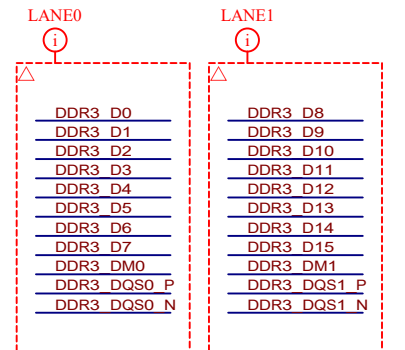 LANE0
i
DDR3_D0
DDR3_D1
DDR3_D2
DDR3_D3
DDR3_D4
DDR3_D5
DDR3_D6
DDR3_D7
DDR3_DM0
DDR3_DQS0_P
DDR3_DQS0_N
LANE1
i
DDR3_D8
DDR3_D9
DDR3_D10
DDR3_D11
DDR3_D12
DDR3_D13
DDR3_D14
DDR3_D15
DDR3_DM1
DDR3_DQS1_P
DDR3_DQS1_N